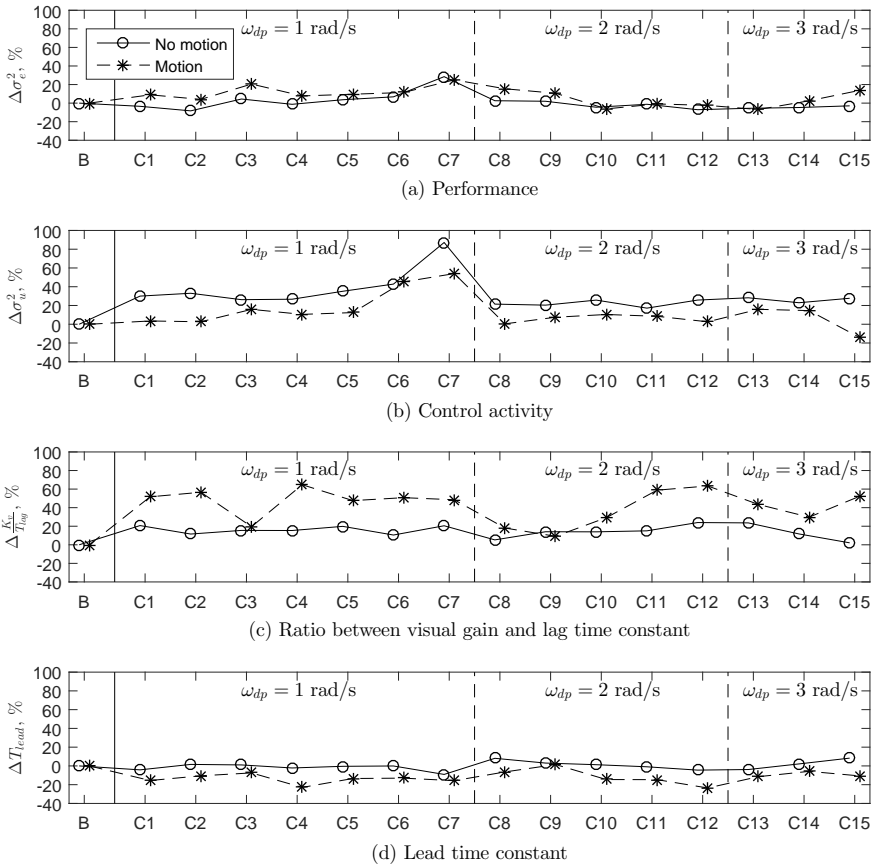 100
80
60
40
20
0
-20
-40
Δσ²ₑ, %
No motion
Motion
ω_dp = 1 rad/s
ω_dp = 2 rad/s
ω_dp = 3 rad/s
B C1 C2 C3 C4 C5 C6 C7 C8 C9 C10 C11 C12 C13 C14 C15
(a) Performance
100
80
60
40
20
0
-20
-40
Δσ²ᵤ, %
ω_dp = 1 rad/s
ω_dp = 2 rad/s
ω_dp = 3 rad/s
B C1 C2 C3 C4 C5 C6 C7 C8 C9 C10 C11 C12 C13 C14 C15
(b) Control activity
100
80
60
40
20
0
-20
-40
Δ K_v/T_lag, %
ω_dp = 1 rad/s
ω_dp = 2 rad/s
ω_dp = 3 rad/s
B C1 C2 C3 C4 C5 C6 C7 C8 C9 C10 C11 C12 C13 C14 C15
(c) Ratio between visual gain and lag time constant
100
80
60
40
20
0
-20
-40
ΔT_lead, %
ω_dp = 1 rad/s
ω_dp = 2 rad/s
ω_dp = 3 rad/s
B C1 C2 C3 C4 C5 C6 C7 C8 C9 C10 C11 C12 C13 C14 C15
(d) Lead time constant